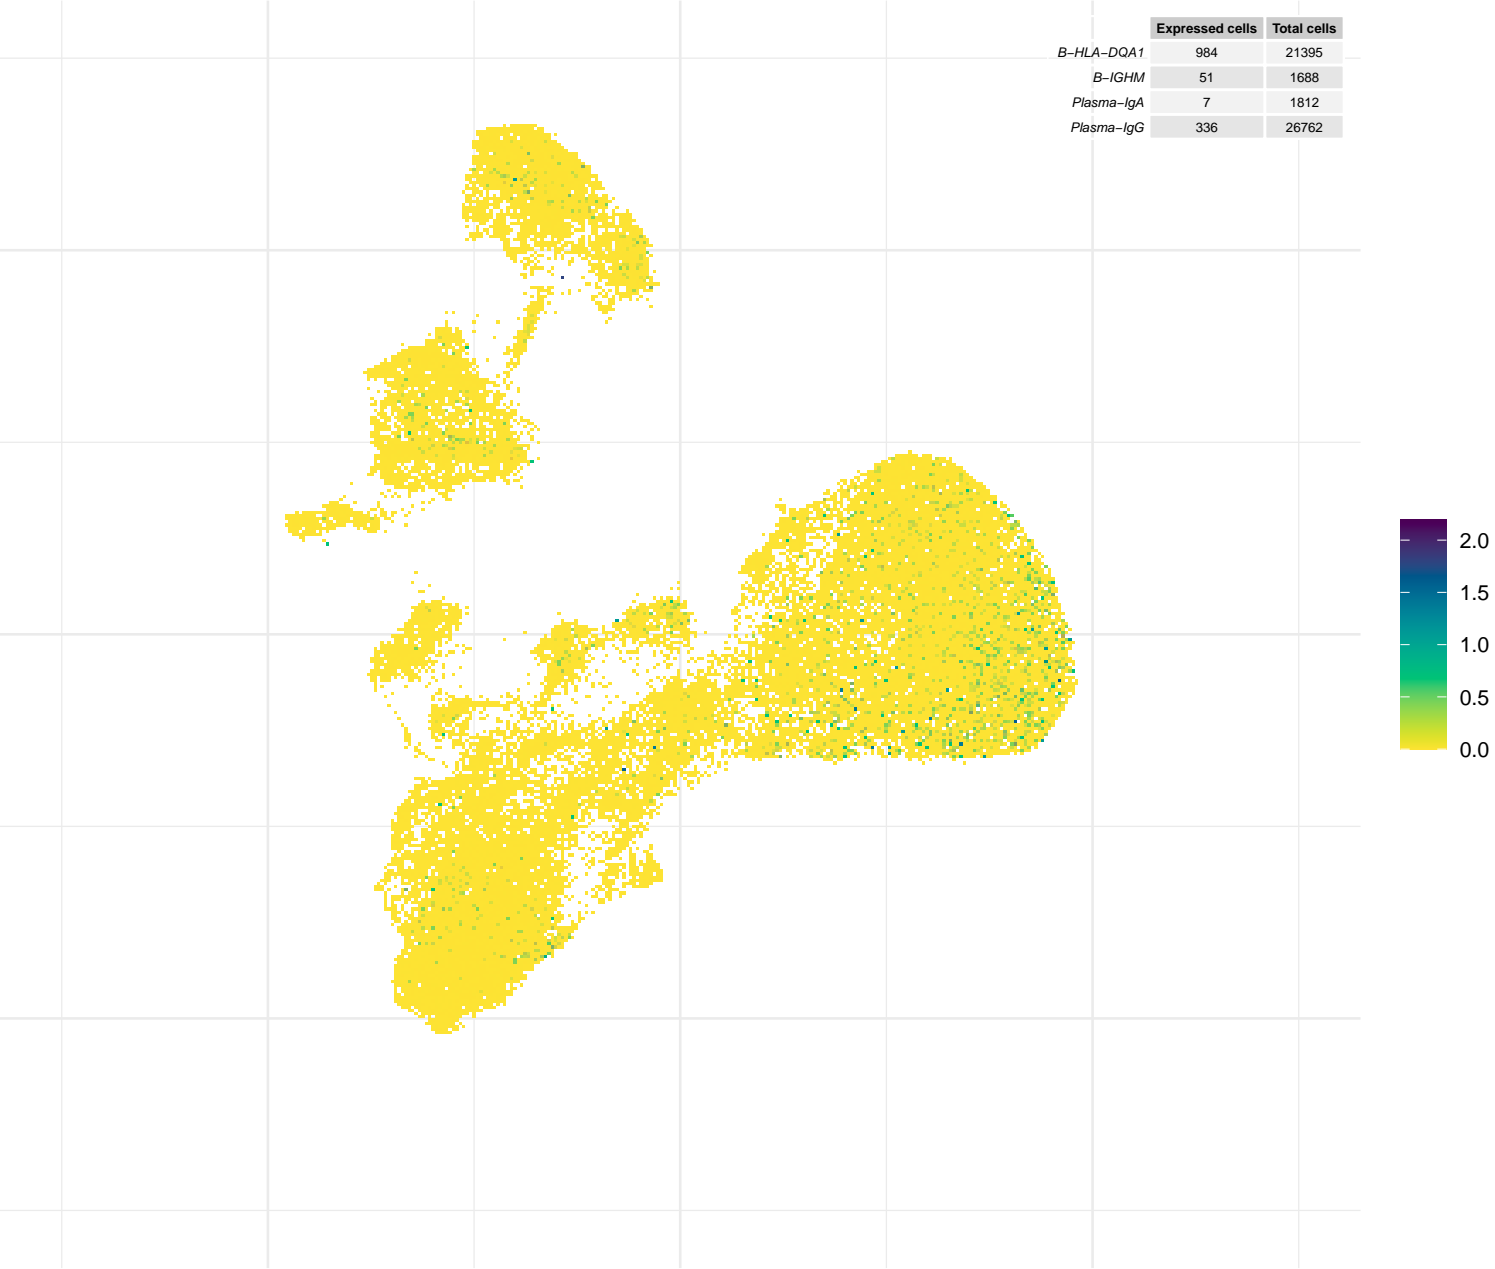 Expressed cells Total cells
B−HLA−DQA1 984 21395
B−IGHM 51 1688
Plasma−IgA 7 1812
Plasma−IgG 336 26762
2.0
1.5
1.0
0.5
0.0